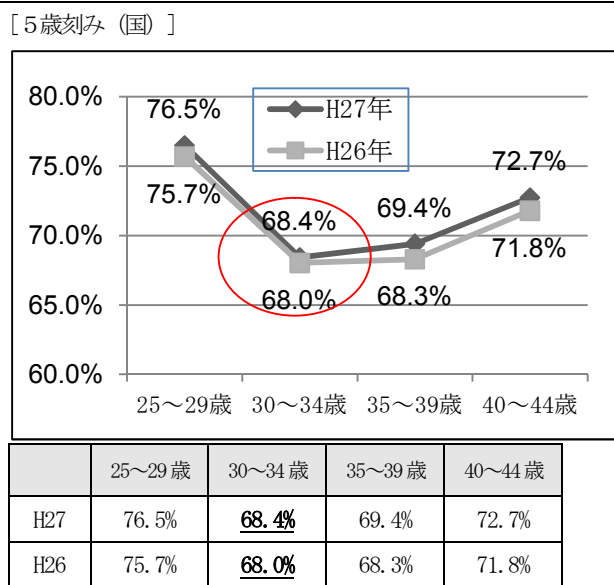 [5歳刻み (国) ]
80.0%
75.0%
70.0%
65.0%
60.0%
H27年
H26年
76.5%
75.7%
68.4%
68.0%
69.4%
68.3%
72.7%
71.8%
25～29歳 30～34歳 35～39歳 40～44歳
25～29歳 30～34歳 35～39歳 40～44歳
H27 76.5% 68.4% 69.4% 72.7%
H26 75.7% 68.0% 68.3% 71.8%